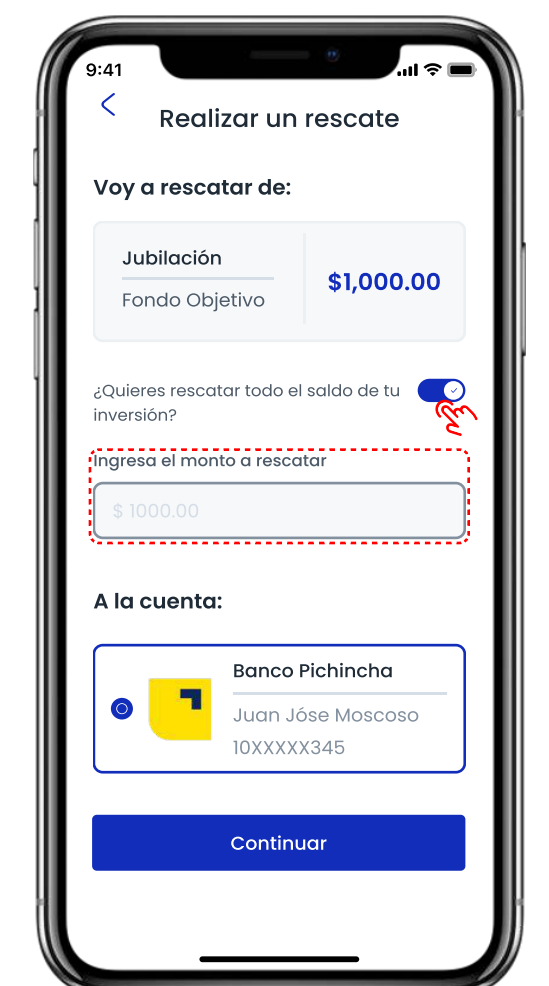 9:41
Realizar un rescate
Voy a rescatar de:
Jubilación
Fondo Objetivo
$1,000.00
¿Quieres rescatar todo el saldo de tu
inversión?
Ingresa el monto a rescatar
$ 1000.00
A la cuenta:
Banco Pichincha
Juan Jóse Moscoso
10XXXXX345
Continuar